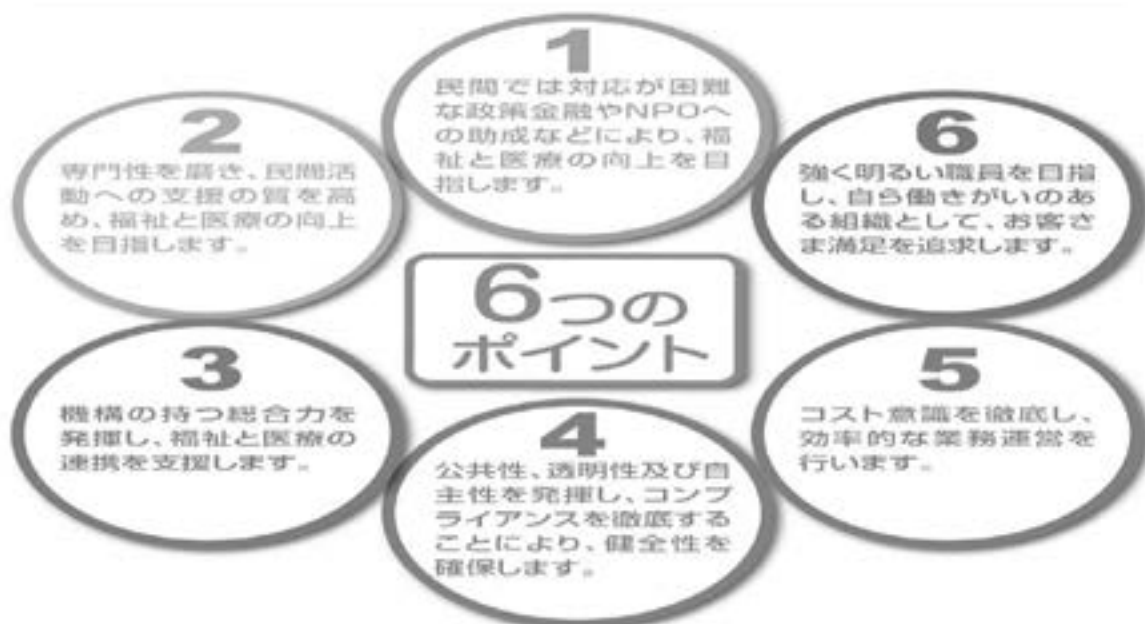 6つの
ポイント
1
民間では対応が困難
な政策金融やNPOへ
の助成などにより、福
祉と医療の向上を目
指します。
2
専門性を磨き、民間活
動への支援の質を高
め、福祉と医療の向上
を目指します。
3
機構の持つ総合力を
発揮し、福祉と医療の
連携を支援します。
4
公共性、透明性及び自
主性を発揮し、コンプ
ライアンスを徹底する
ことにより、健全性を
確保します。
5
コスト意識を徹底し、
効率的な業務運営を
行います。
6
強く明るい職員を目指
し、自ら働きがいのあ
る組織として、お客さ
ま満足を追求します。